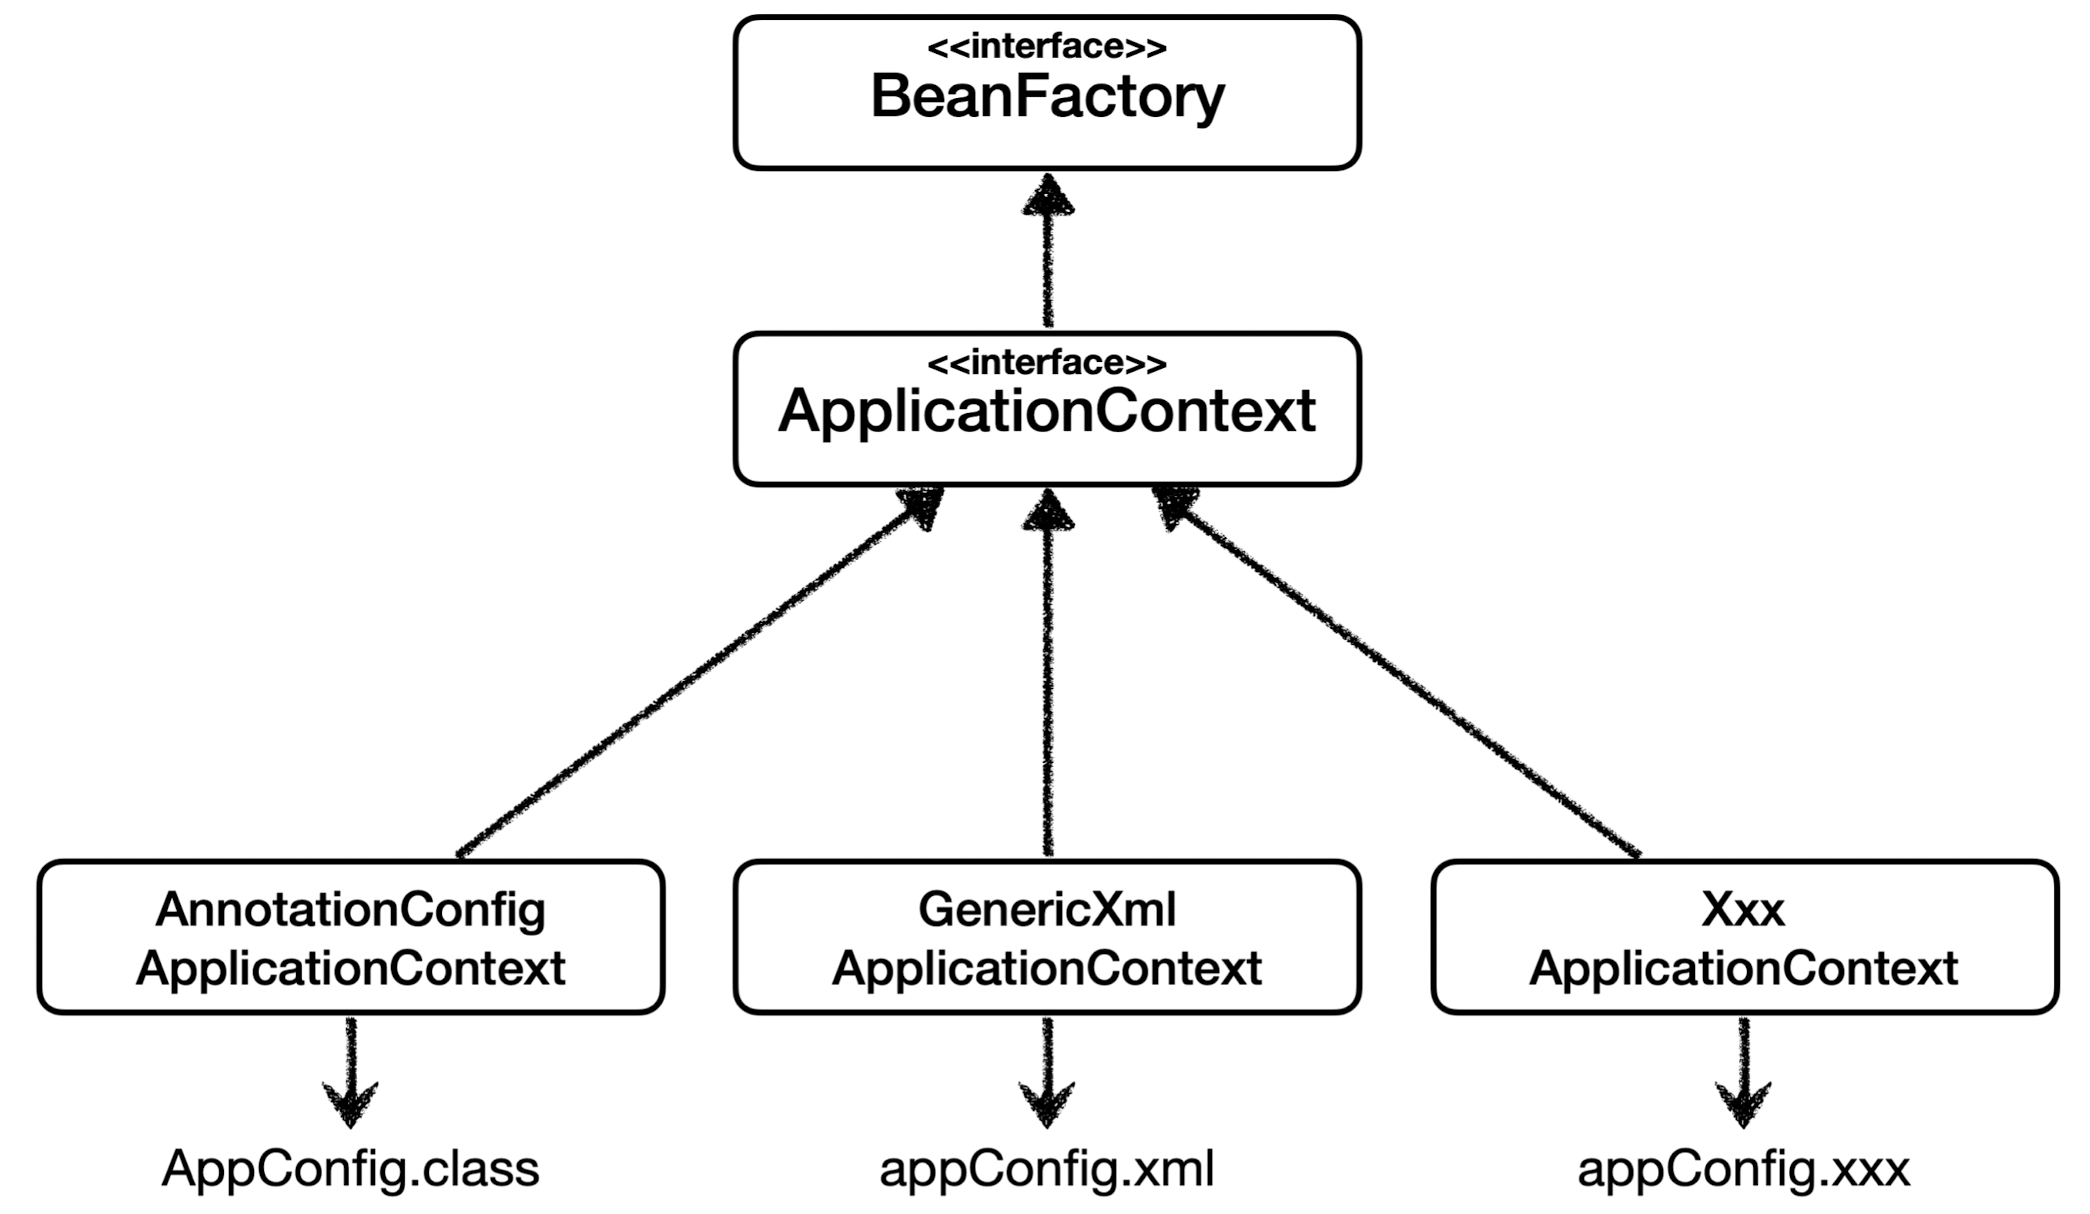 <<interface>>
BeanFactory
<<interface>>
ApplicationContext
AnnotationConfig
ApplicationContext
GenericXml
ApplicationContext
Xxx
ApplicationContext
AppConfig.class
appConfig.xml
appConfig.xxx